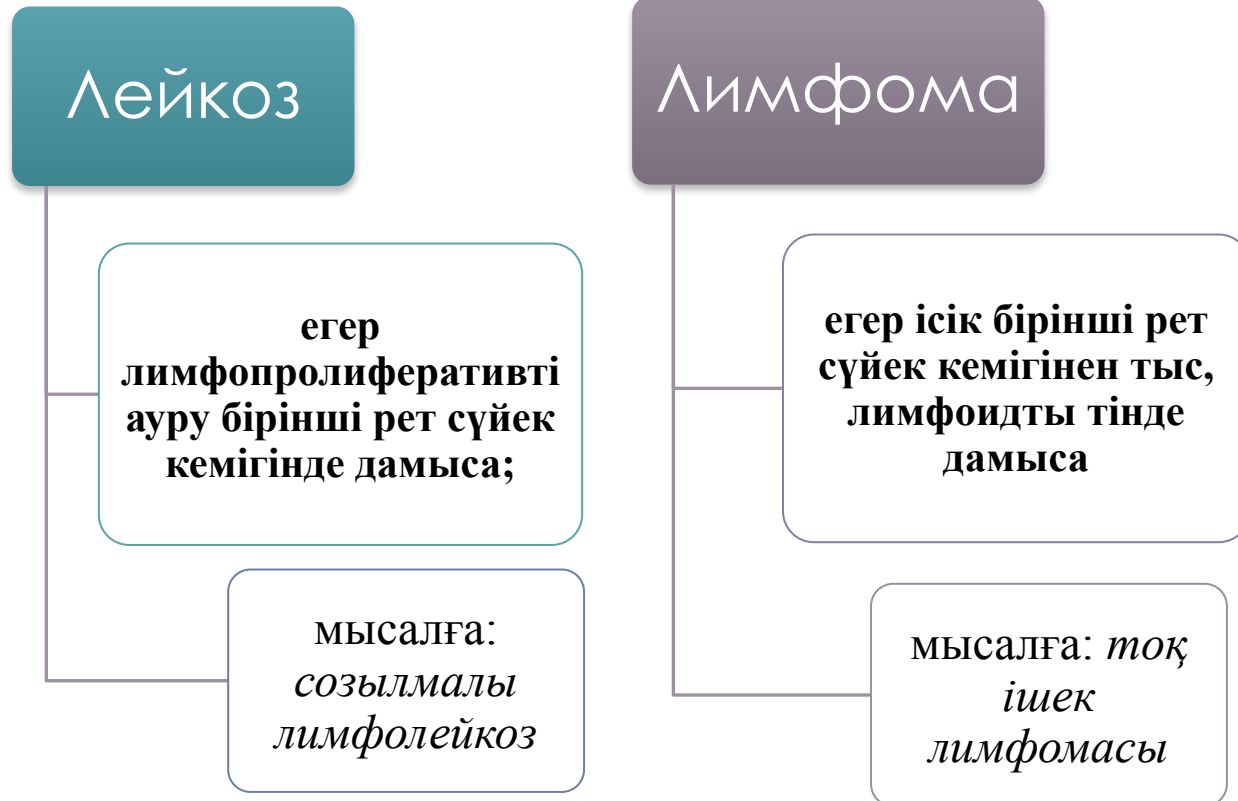 Лейкоз
егер
лимфопролиферативті
ауру бірінші рет сүйек
кемігінде дамыса;
мысалға:
созылмалы
лимфолейкоз
Лимфома
егер ісік бірінші рет
сүйек кемігінен тыс,
лимфоидты тінде
дамыса
мысалға: тоқ
ішек
лимфомасы